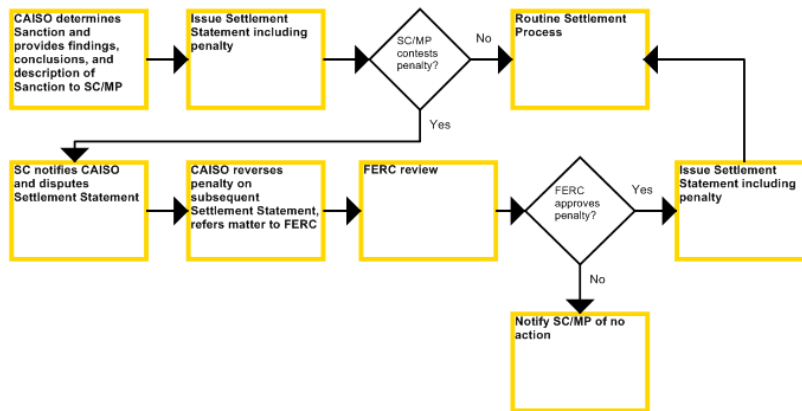 CAISO determines
Sanction and
provides findings,
conclusions, and
description of
Sanction to SC/MP
Issue Settlement
Statement including
penalty
SC/MP
contests
penalty?
No
Routine Settlement
Process
Yes
SC notifies CAISO
and disputes
Settlement Statement
CAISO reverses
penalty on
subsequent
Settlement Statement,
refers matter to FERC
FERC review
FERC
approves
penalty?
Yes
Issue Settlement
Statement including
penalty
No
Notify SC/MP of no
action